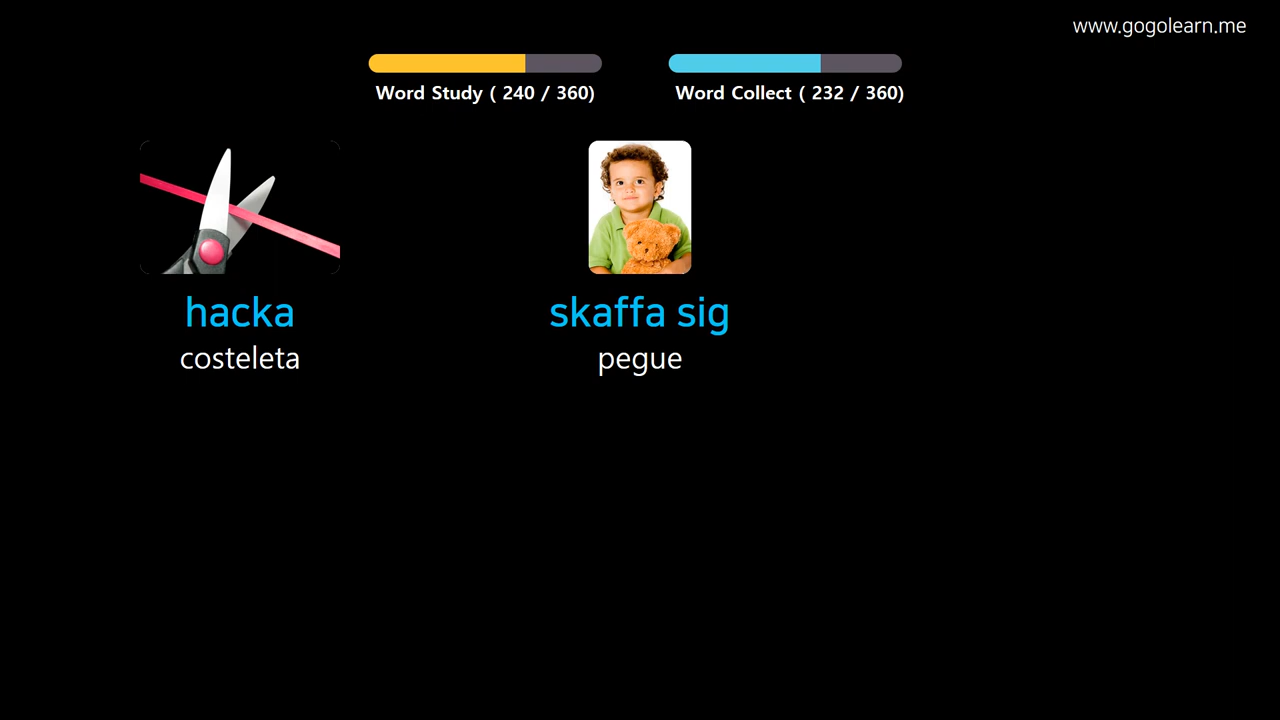 www.gogolearn.me
Word Study ( 240 / 360)
Word Collect ( 232 / 360)
hacka
costeleta
skaffa sig
pegue